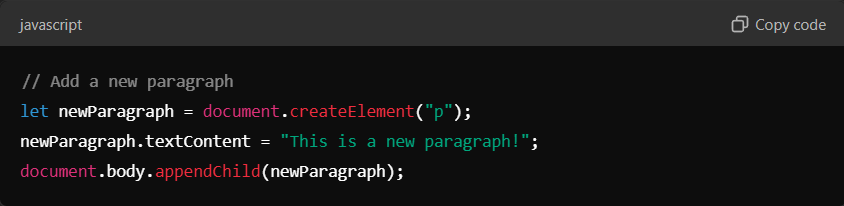 javascript
Copy code
// Add a new paragraph
let newParagraph = document.createElement("p");
newParagraph.textContent = "This is a new paragraph!";
document.body.appendChild(newParagraph);